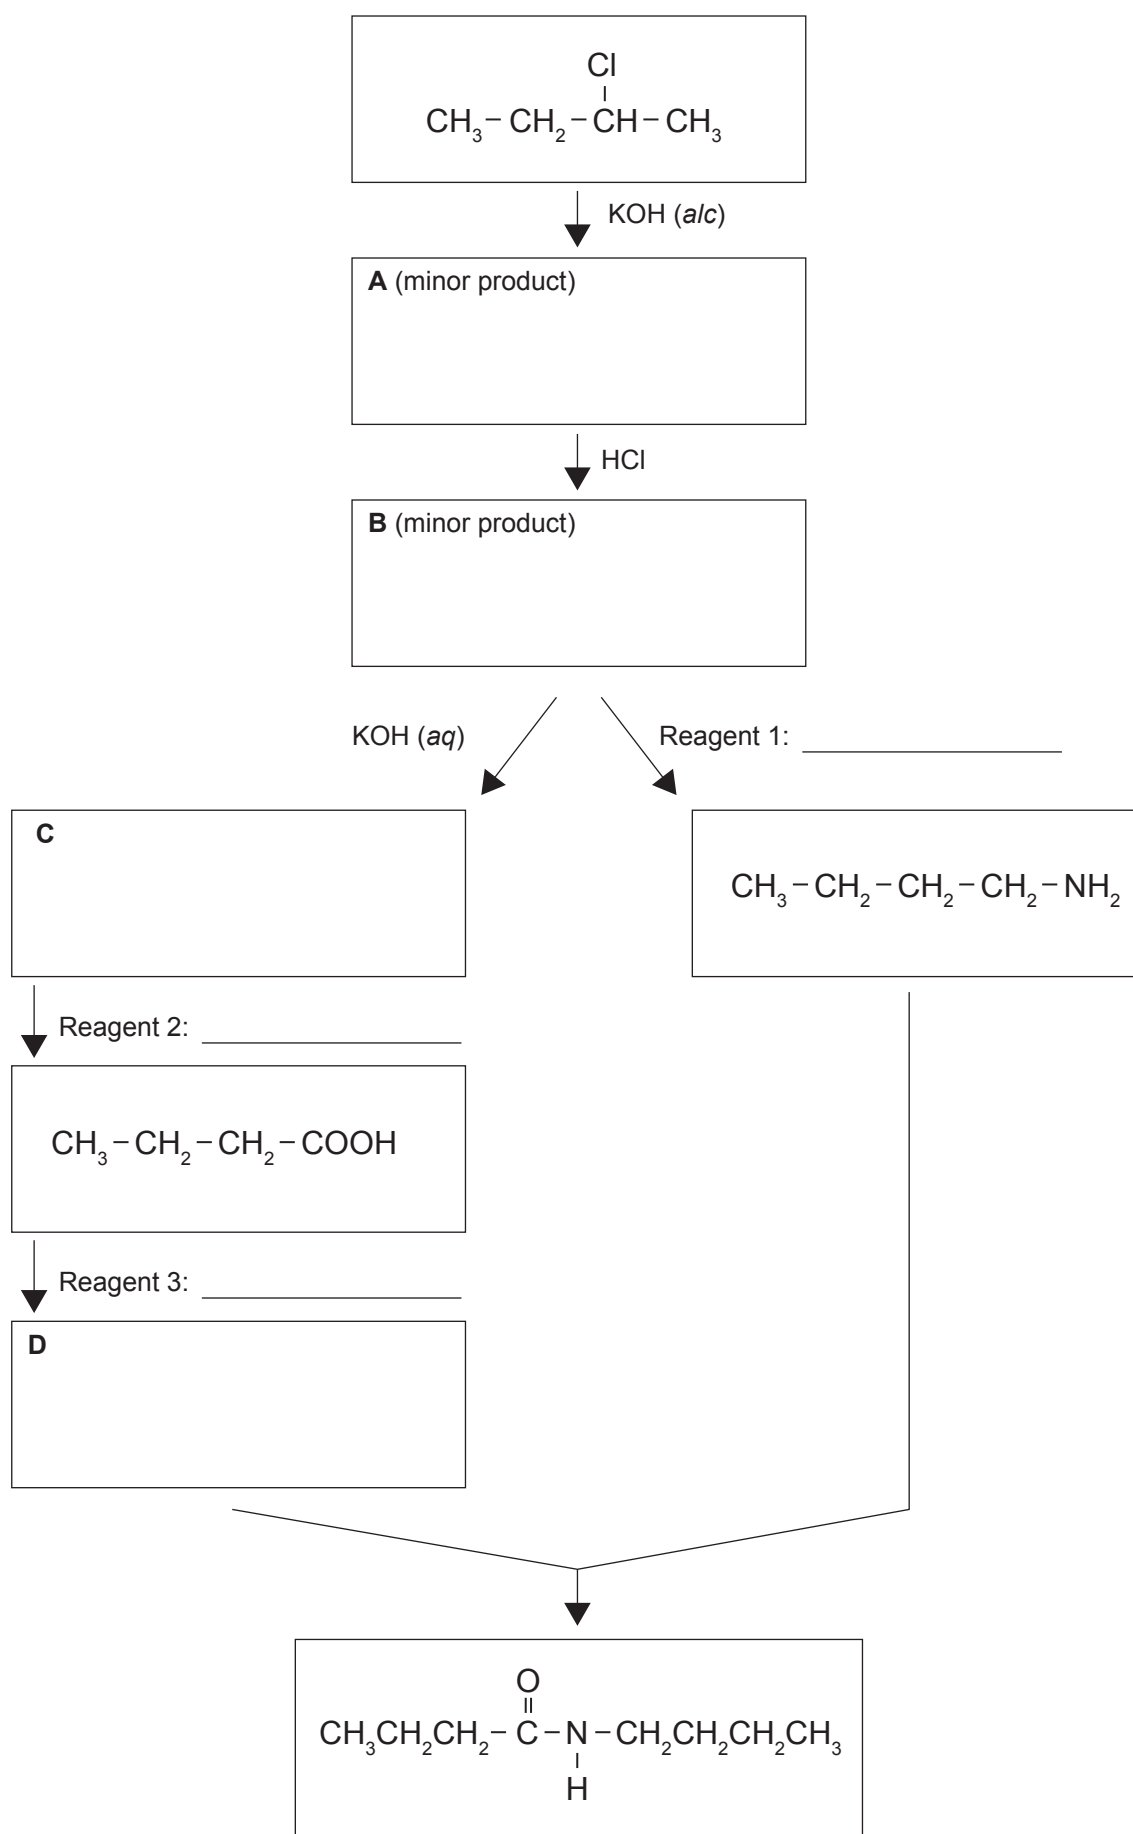 Cl
CH₃ – CH₂ – CH – CH₃
KOH (alc)
A (minor product)
HCl
B (minor product)
KOH (aq)
Reagent 1:
C
CH₃ – CH₂ – CH₂ – CH₂ – NH₂
Reagent 2:
CH₃ – CH₂ – CH₂ – COOH
Reagent 3:
D
O
CH₃CH₂CH₂ – C – N – CH₂CH₂CH₂CH₃
H